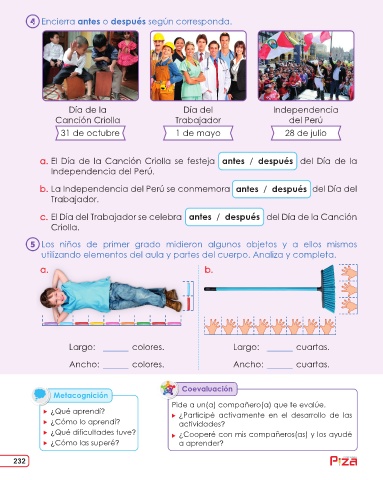 4 Encierra antes o después según corresponda.
Día de la
Canción Criolla
31 de octubre
Día del
Trabajador
1 de mayo
Independencia
del Perú
28 de julio
a. El Día de la Canción Criolla se festeja antes / después del Día de la
Independencia del Perú.
b. La Independencia del Perú se conmemora antes / después del Día del
Trabajador.
c. El Día del Trabajador se celebra antes / después del Día de la Canción
Criolla.
5 Los niños de primer grado midieron algunos objetos y a ellos mismos
utilizando elementos del aula y partes del cuerpo. Analiza y completa.
a.
b.
Largo: ______ colores.
Ancho: ______ colores.
Largo: ______ cuartas.
Ancho: ______ cuartas.
Metacognición
¿Qué aprendí?
¿Cómo lo aprendí?
¿Qué dificultades tuve?
¿Cómo las superé?
Coevaluación
Pide a un(a) compañero(a) que te evalúe.
¿Participé activamente en el desarrollo de las
actividades?
¿Cooperé con mis compañeros(as) y los ayudé
a aprender?
232